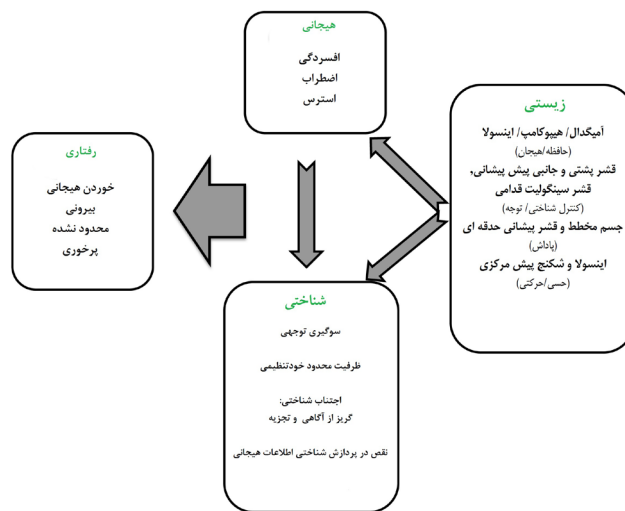 هیجانی
افسردگی
اضطراب
استرس
زیستی
آمیگدال/ هیپوکامپ/ اینسولا
(حافظه/هیجان)
قشر پشتی و جانبی پیش پیشانی,
قشر سینگولیت قدامی
(کنترل شناختی/ توجه)
جسم مخطط و قشر پیشانی حدقه ای
(پاداش)
اینسولا و شکنج پیش مرکزی
(حسی/حرکتی)
رفتاری
خوردن هیجانی
بیرونی
محدود نشده
پرخوری
شناختی
سوگیری توجهی
ظرفیت محدود خودتنظیمی
اجتناب شناختی:
گریز از آگاهی و تجزیه
نقص در پردازش شناختی اطلاعات هیجانی